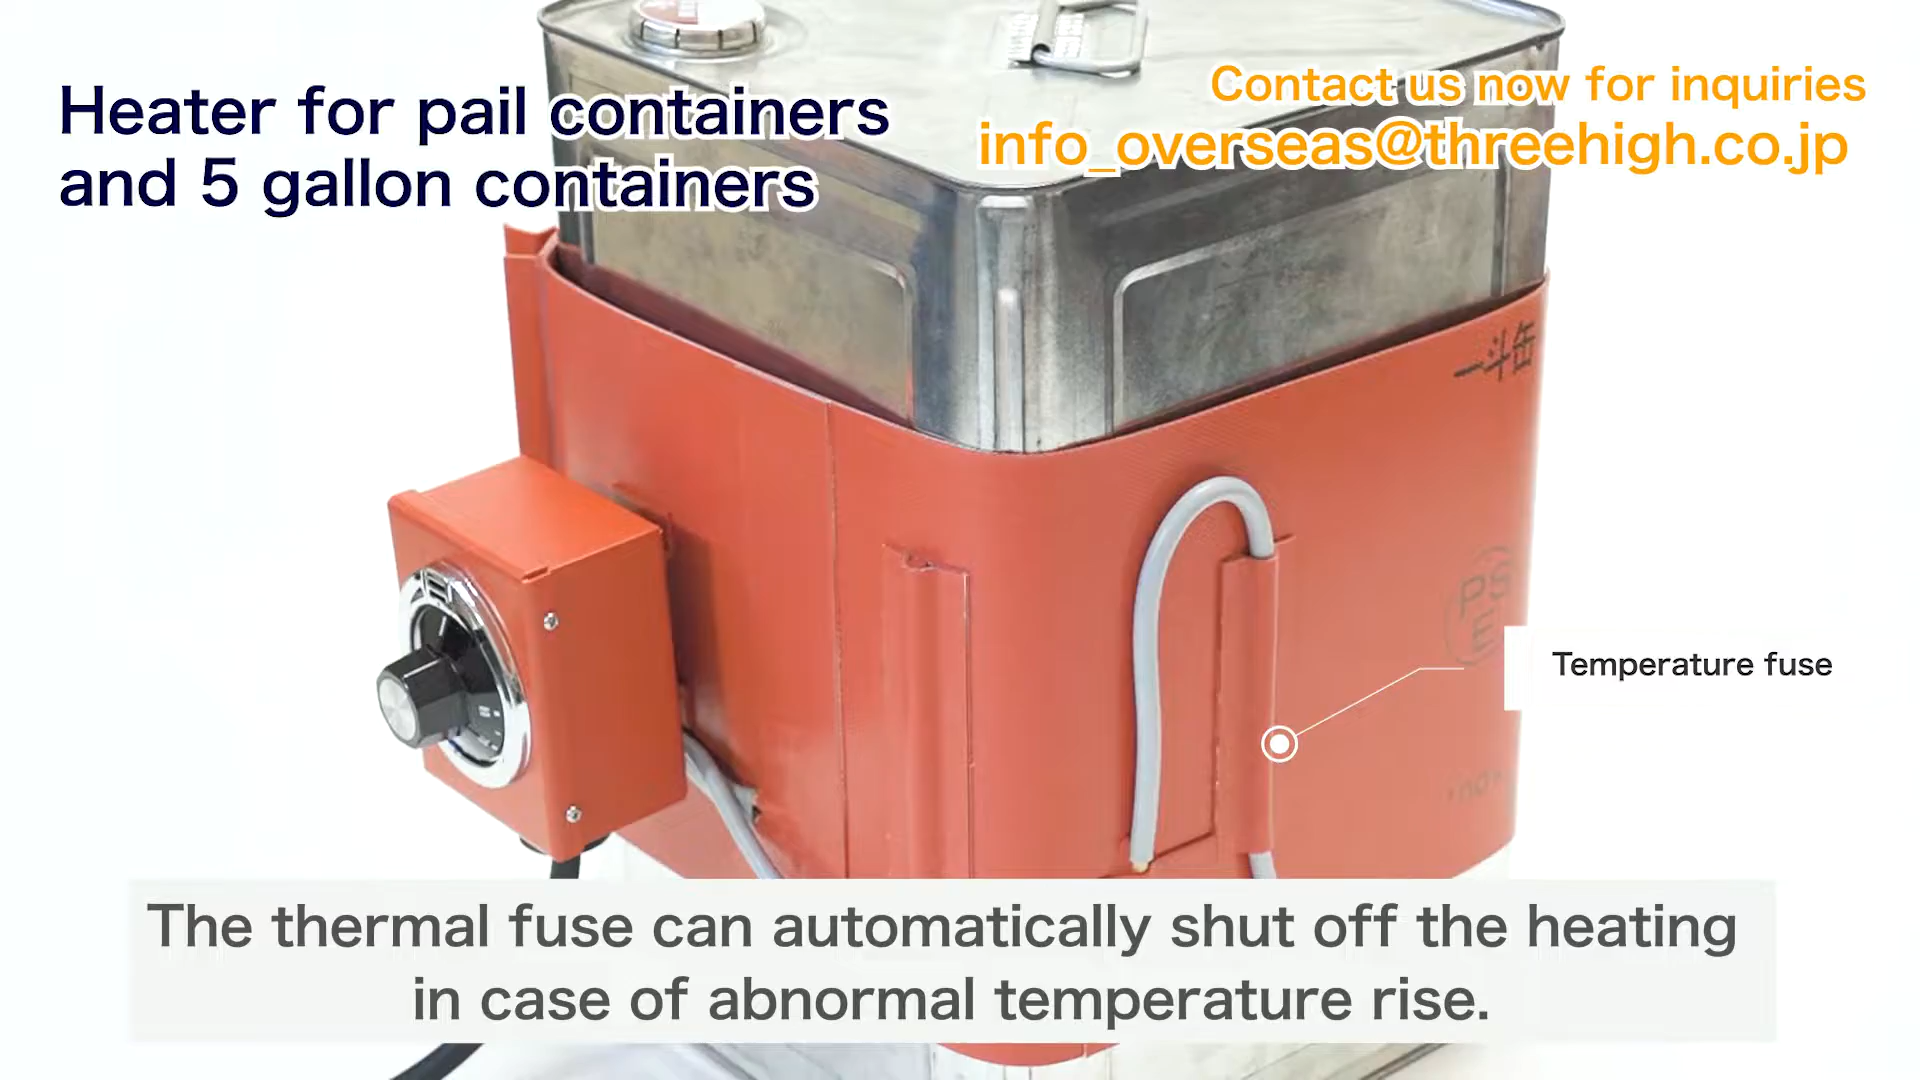 Heater for pail containers
and 5 gallon containers
Contact us now for inquiries
info_overseas@threehigh.co.jp
一斗缶
PS
E
Temperature fuse
The thermal fuse can automatically shut off the heating
in case of abnormal temperature rise.